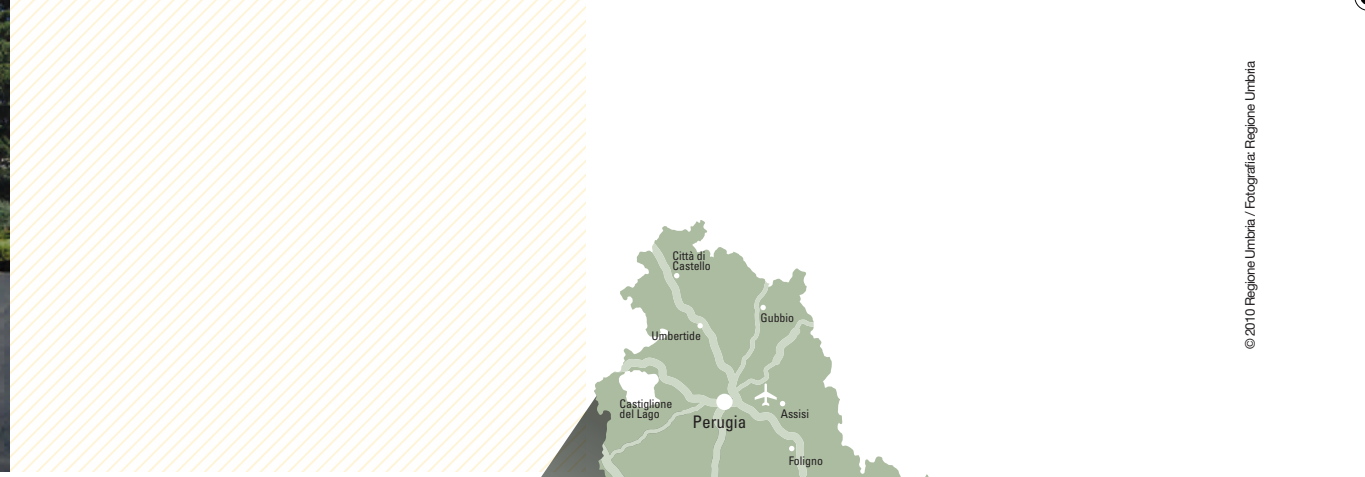 Città di
Castello
Gubbio
Umbertide
Castiglione
del Lago
Assisi
Perugia
Foligno
© 2010 Regione Umbria / Fotografia: Regione Umbria